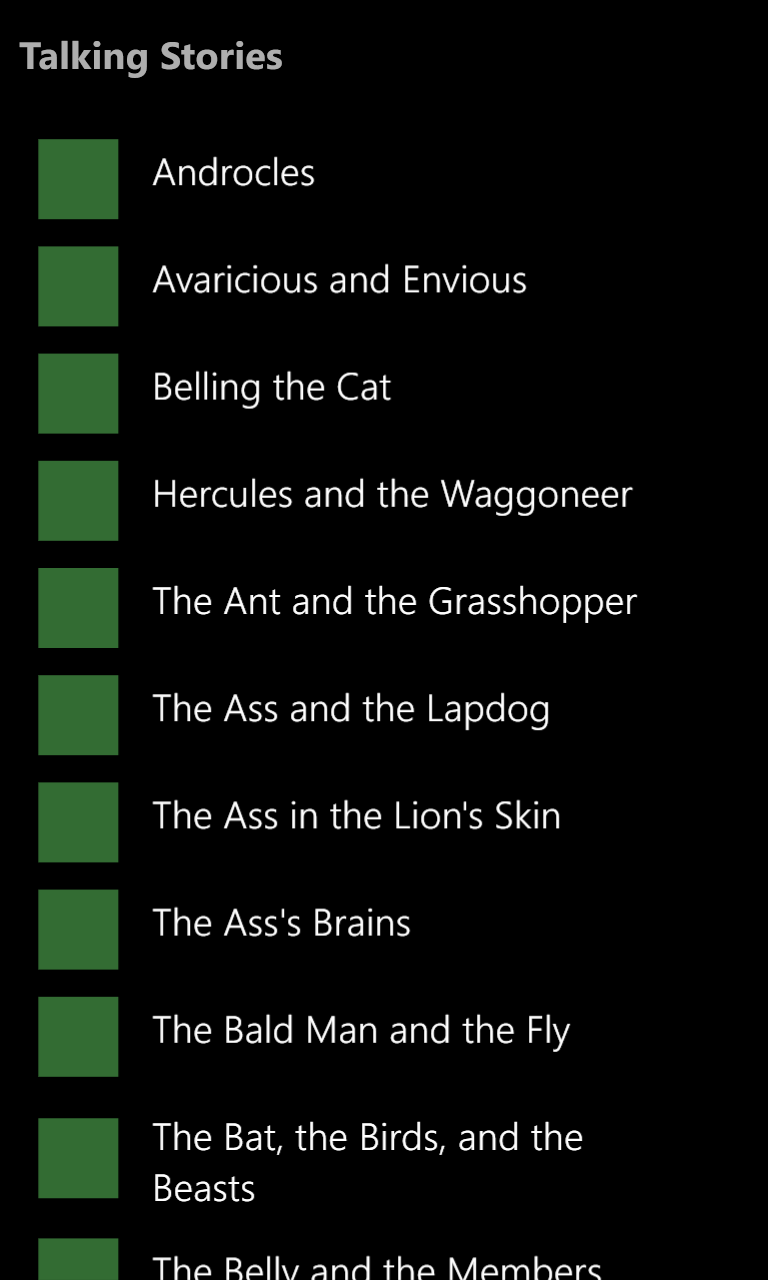 Talking Stories
Androcles
Avaricious and Envious
Belling the Cat
Hercules and the Waggoneer
The Ant and the Grasshopper
The Ass and the Lapdog
The Ass in the Lion's Skin
The Ass's Brains
The Bald Man and the Fly
The Bat, the Birds, and the
Beasts
The Belly and the Members